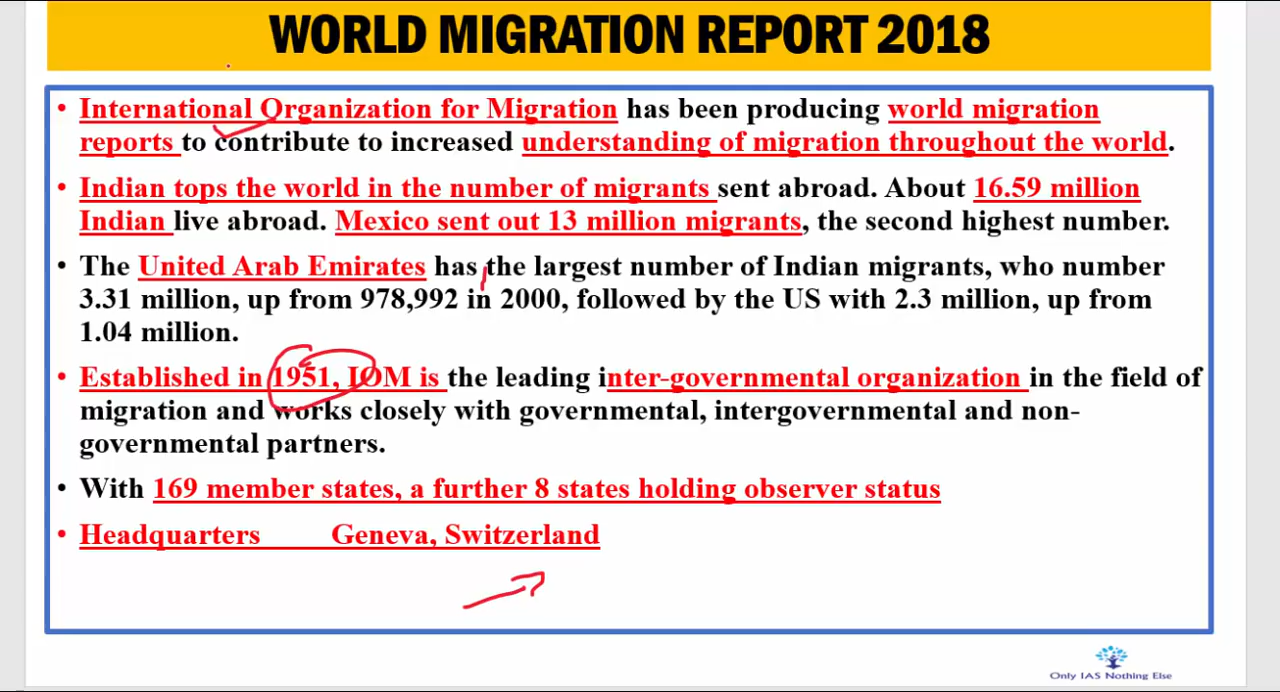 WORLD MIGRATION REPORT 2018
• International Organization for Migration has been producing world migration
reports to contribute to increased understanding of migration throughout the world.
• Indian tops the world in the number of migrants sent abroad. About 16.59 million
Indian live abroad. Mexico sent out 13 million migrants, the second highest number.
• The United Arab Emirates has the largest number of Indian migrants, who number
3.31 million, up from 978,992 in 2000, followed by the US with 2.3 million, up from
1.04 million.
• Established in 1951, IOM is the leading inter-governmental organization in the field of
migration and works closely with governmental, intergovernmental and non-
governmental partners.
• With 169 member states, a further 8 states holding observer status
• Headquarters Geneva, Switzerland
Only IAS Nothing Else